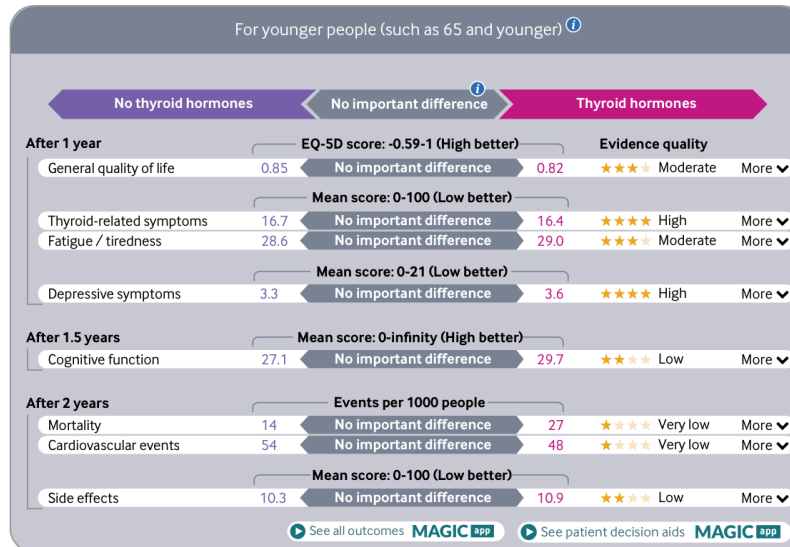 For younger people (such as 65 and younger) i
i
No thyroid hormones No important difference Thyroid hormones
After 1 year EQ-5D score: -0.59-1 (High better) Evidence quality
General quality of life 0.85 No important difference 0.82 Moderate More
Mean score: 0-100 (Low better)
Thyroid-related symptoms 16.7 No important difference 16.4 High More
Fatigue / tiredness 28.6 No important difference 29.0 Moderate More
Mean score: 0-21 (Low better)
Depressive symptoms 3.3 No important difference 3.6 High More
After 1.5 years Mean score: 0-infinity (High better)
Cognitive function 27.1 No important difference 29.7 Low More
After 2 years Events per 1000 people
Mortality 14 No important difference 27 Very low More
Cardiovascular events 54 No important difference 48 Very low More
Mean score: 0-100 (Low better)
Side effects 10.3 No important difference 10.9 Low More
See all outcomes MAGIC app See patient decision aids MAGIC app